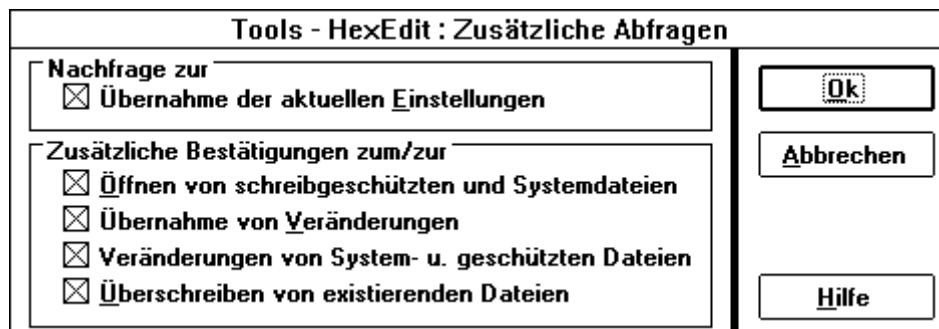 Tools - HexEdit : Zusätzliche Abfragen
Nachfrage zur
Übernahme der aktuellen Einstellungen
Zusätzliche Bestätigungen zum/zur
Öffnen von schreibgeschützten und Systemdateien
Übernahme von Veränderungen
Veränderungen von System- u. geschützten Dateien
Überschreiben von existierenden Dateien
Ok
Abbrechen
Hilfe